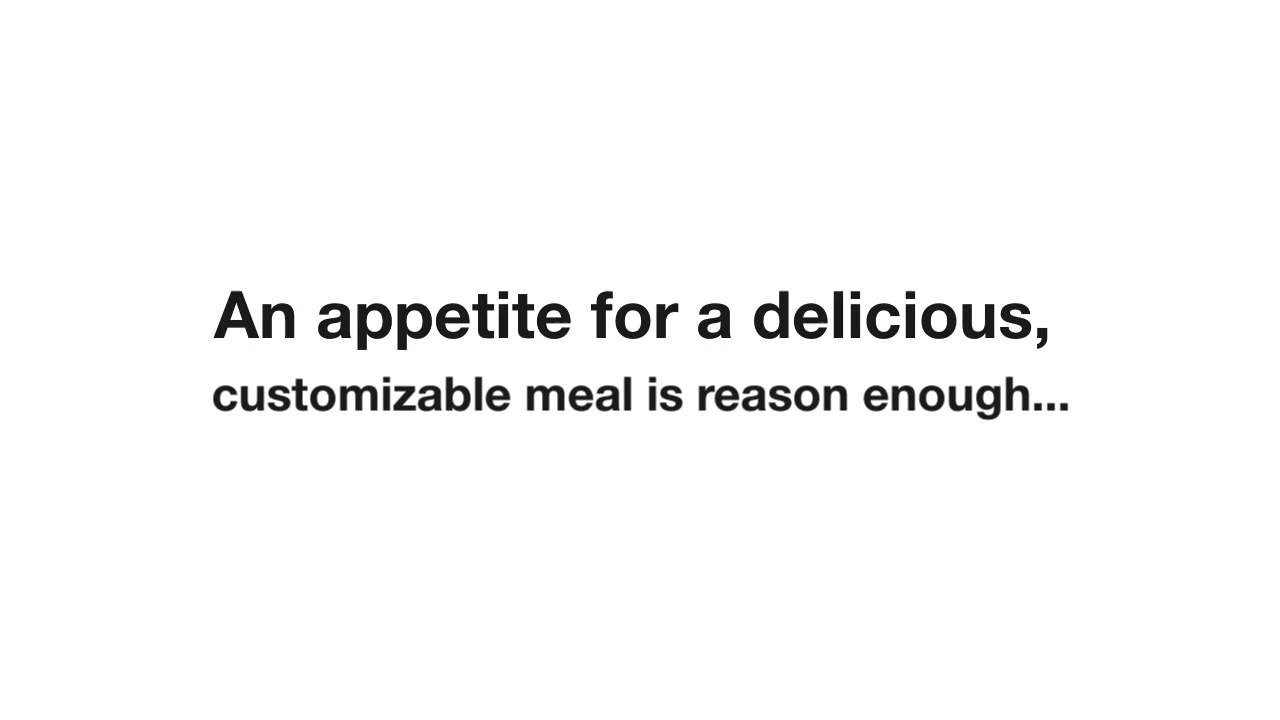 An appetite for a delicious,
customizable meal is reason enough...